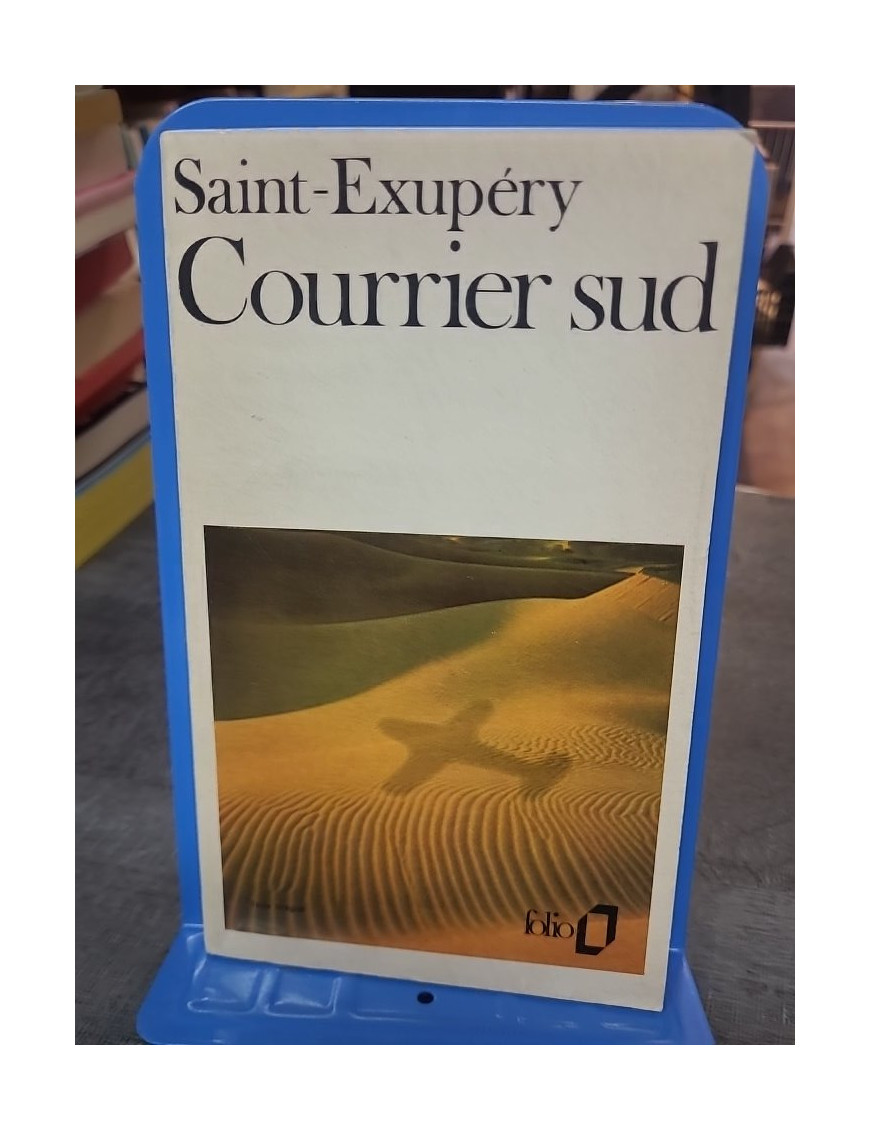 Saint-Exupéry
Courrier sud
folio